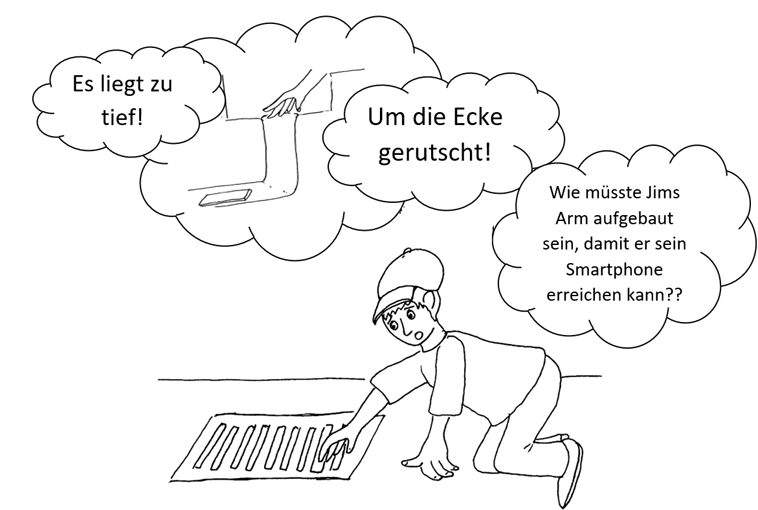 Es liegt zu
tief!
Um die Ecke
gerutscht!
Wie müsste Jims
Arm aufgebaut
sein, damit er sein
Smartphone
erreichen kann??